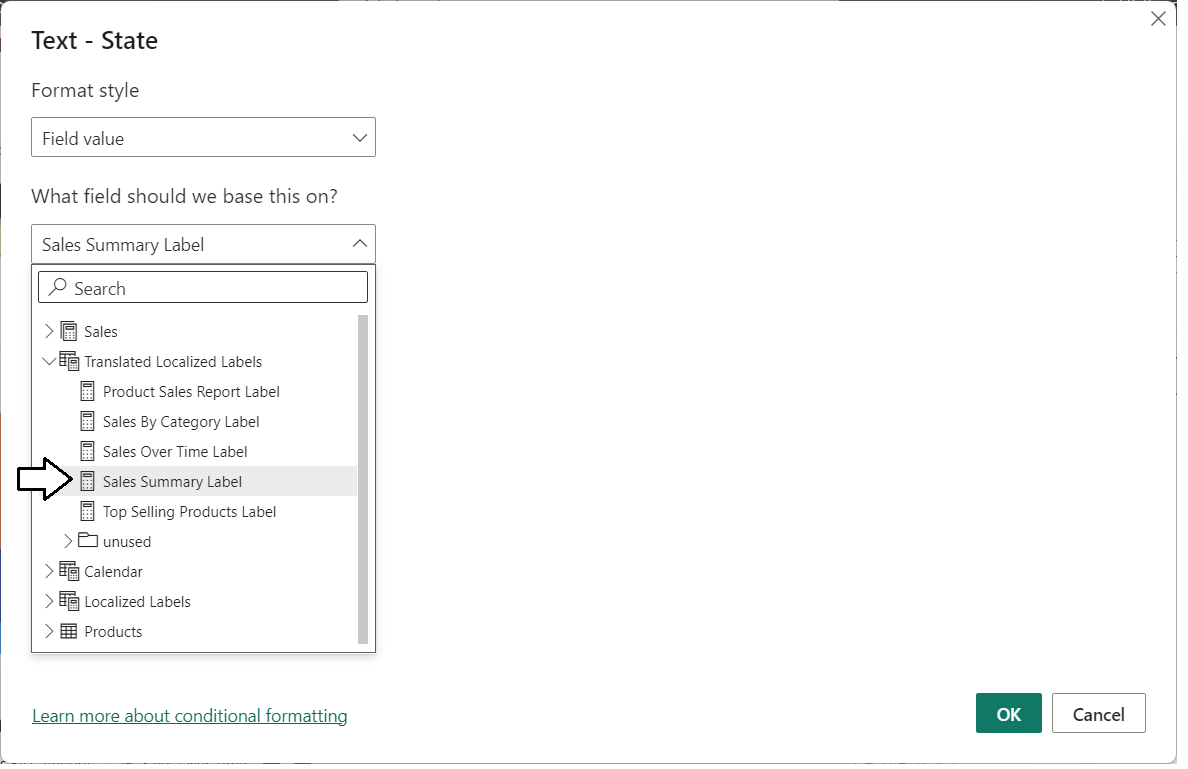 Text - State
Format style
Field value
What field should we base this on?
Sales Summary Label
Search
Sales
Translated Localized Labels
Product Sales Report Label
Sales By Category Label
Sales Over Time Label
Sales Summary Label
Top Selling Products Label
unused
Calendar
Localized Labels
Products
Learn more about conditional formatting
OK
Cancel